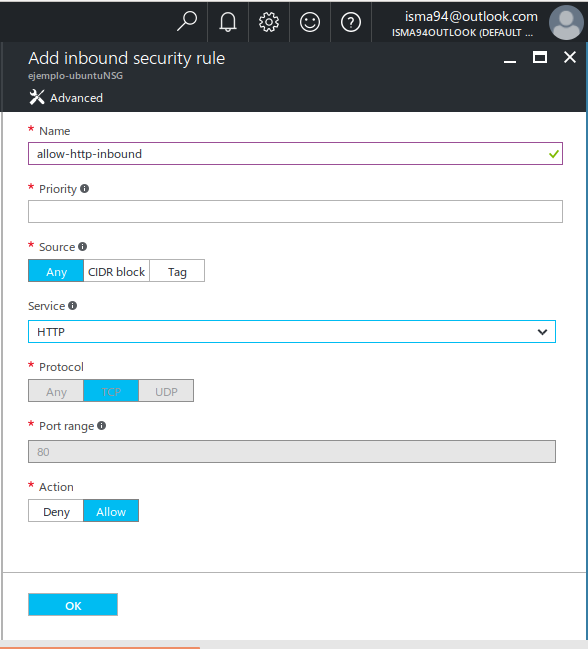 isma94@outlook.com
ISMA94OUTLOOK (DEFAULT ...
Add inbound security rule
ejemplo-ubuntuNSG
Advanced
* Name
allow-http-inbound
* Priority
* Source
Any CIDR block Tag
Service
HTTP
* Protocol
Any TCP UDP
* Port range
80
* Action
Deny Allow
OK